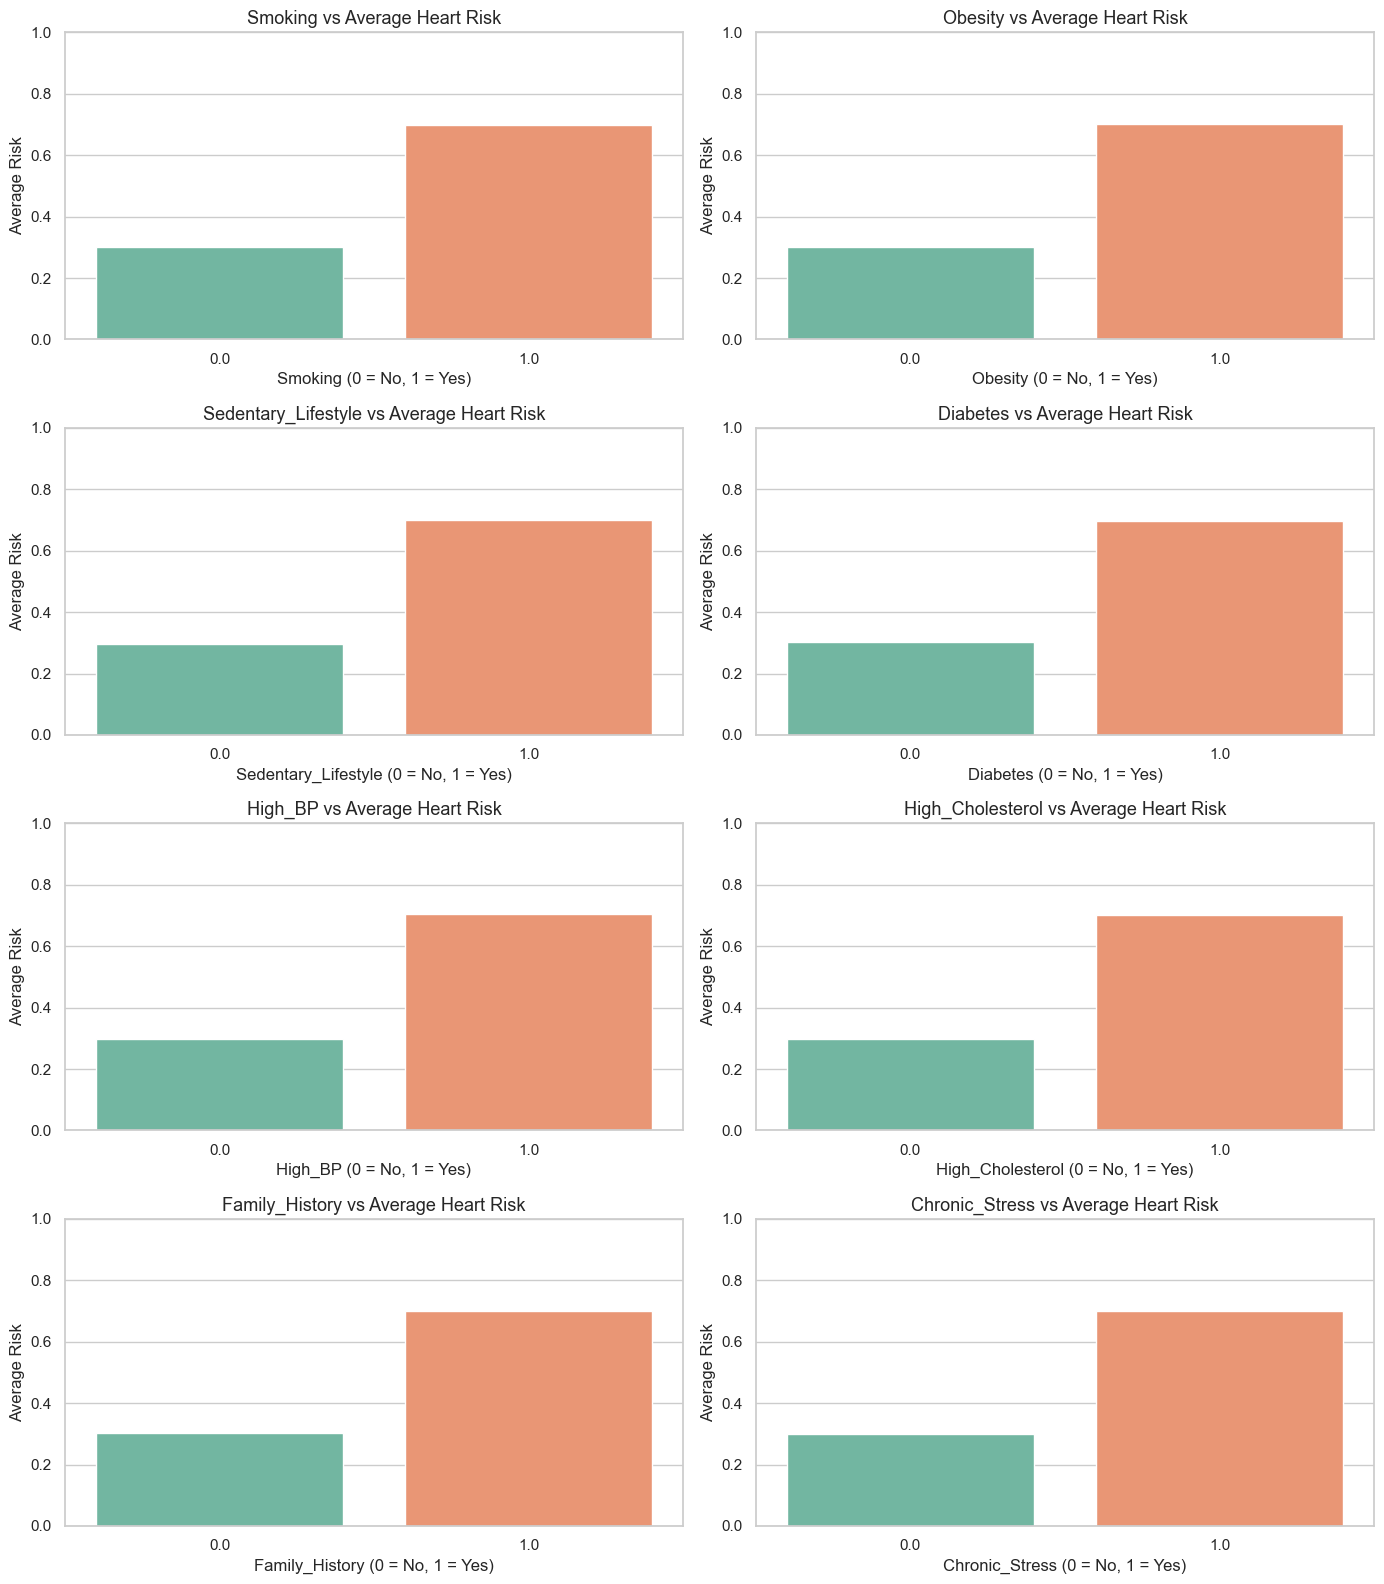 Smoking vs Average Heart Risk
1.0
0.8
0.6
0.4
0.2
0.0
Average Risk
0.0 1.0
Smoking (0 = No, 1 = Yes)
Obesity vs Average Heart Risk
1.0
0.8
0.6
0.4
0.2
0.0
Average Risk
0.0 1.0
Obesity (0 = No, 1 = Yes)
Sedentary_Lifestyle vs Average Heart Risk
1.0
0.8
0.6
0.4
0.2
0.0
Average Risk
0.0 1.0
Sedentary_Lifestyle (0 = No, 1 = Yes)
Diabetes vs Average Heart Risk
1.0
0.8
0.6
0.4
0.2
0.0
Average Risk
0.0 1.0
Diabetes (0 = No, 1 = Yes)
High_BP vs Average Heart Risk
1.0
0.8
0.6
0.4
0.2
0.0
Average Risk
0.0 1.0
High_BP (0 = No, 1 = Yes)
High_Cholesterol vs Average Heart Risk
1.0
0.8
0.6
0.4
0.2
0.0
Average Risk
0.0 1.0
High_Cholesterol (0 = No, 1 = Yes)
Family_History vs Average Heart Risk
1.0
0.8
0.6
0.4
0.2
0.0
Average Risk
0.0 1.0
Family_History (0 = No, 1 = Yes)
Chronic_Stress vs Average Heart Risk
1.0
0.8
0.6
0.4
0.2
0.0
Average Risk
0.0 1.0
Chronic_Stress (0 = No, 1 = Yes)